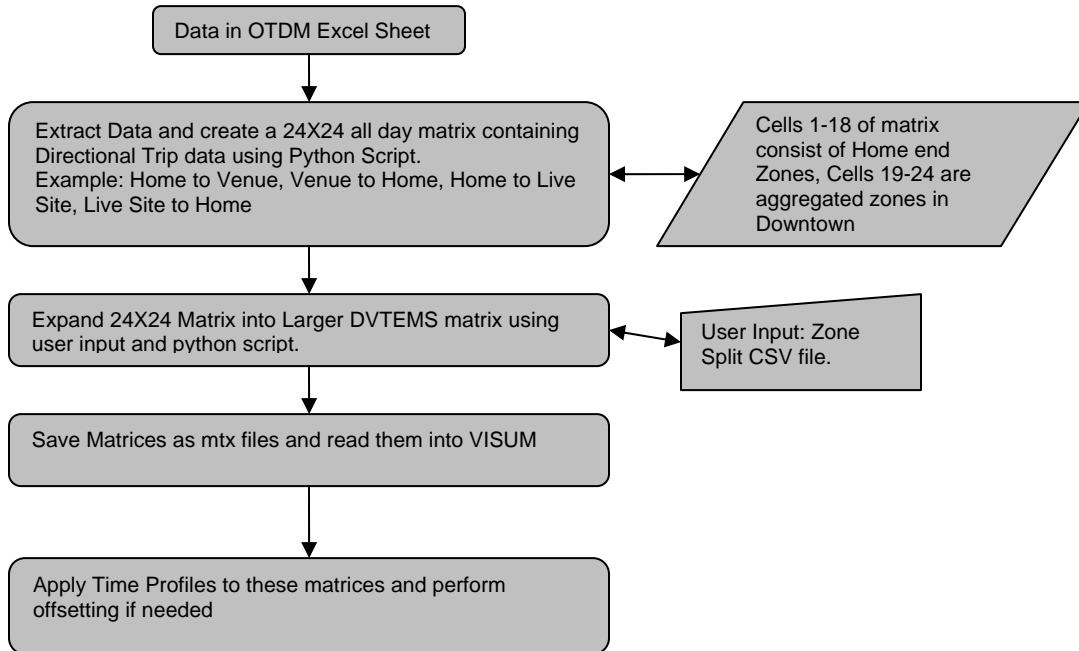 Data in OTDM Excel Sheet
Extract Data and create a 24X24 all day matrix containing
Directional Trip data using Python Script.
Example: Home to Venue, Venue to Home, Home to Live
Site, Live Site to Home
Cells 1-18 of matrix
consist of Home end
Zones, Cells 19-24 are
aggregated zones in
Downtown
Expand 24X24 Matrix into Larger DVTEMS matrix using
user input and python script.
User Input: Zone
Split CSV file.
Save Matrices as mtx files and read them into VISUM
Apply Time Profiles to these matrices and perform
offsetting if needed